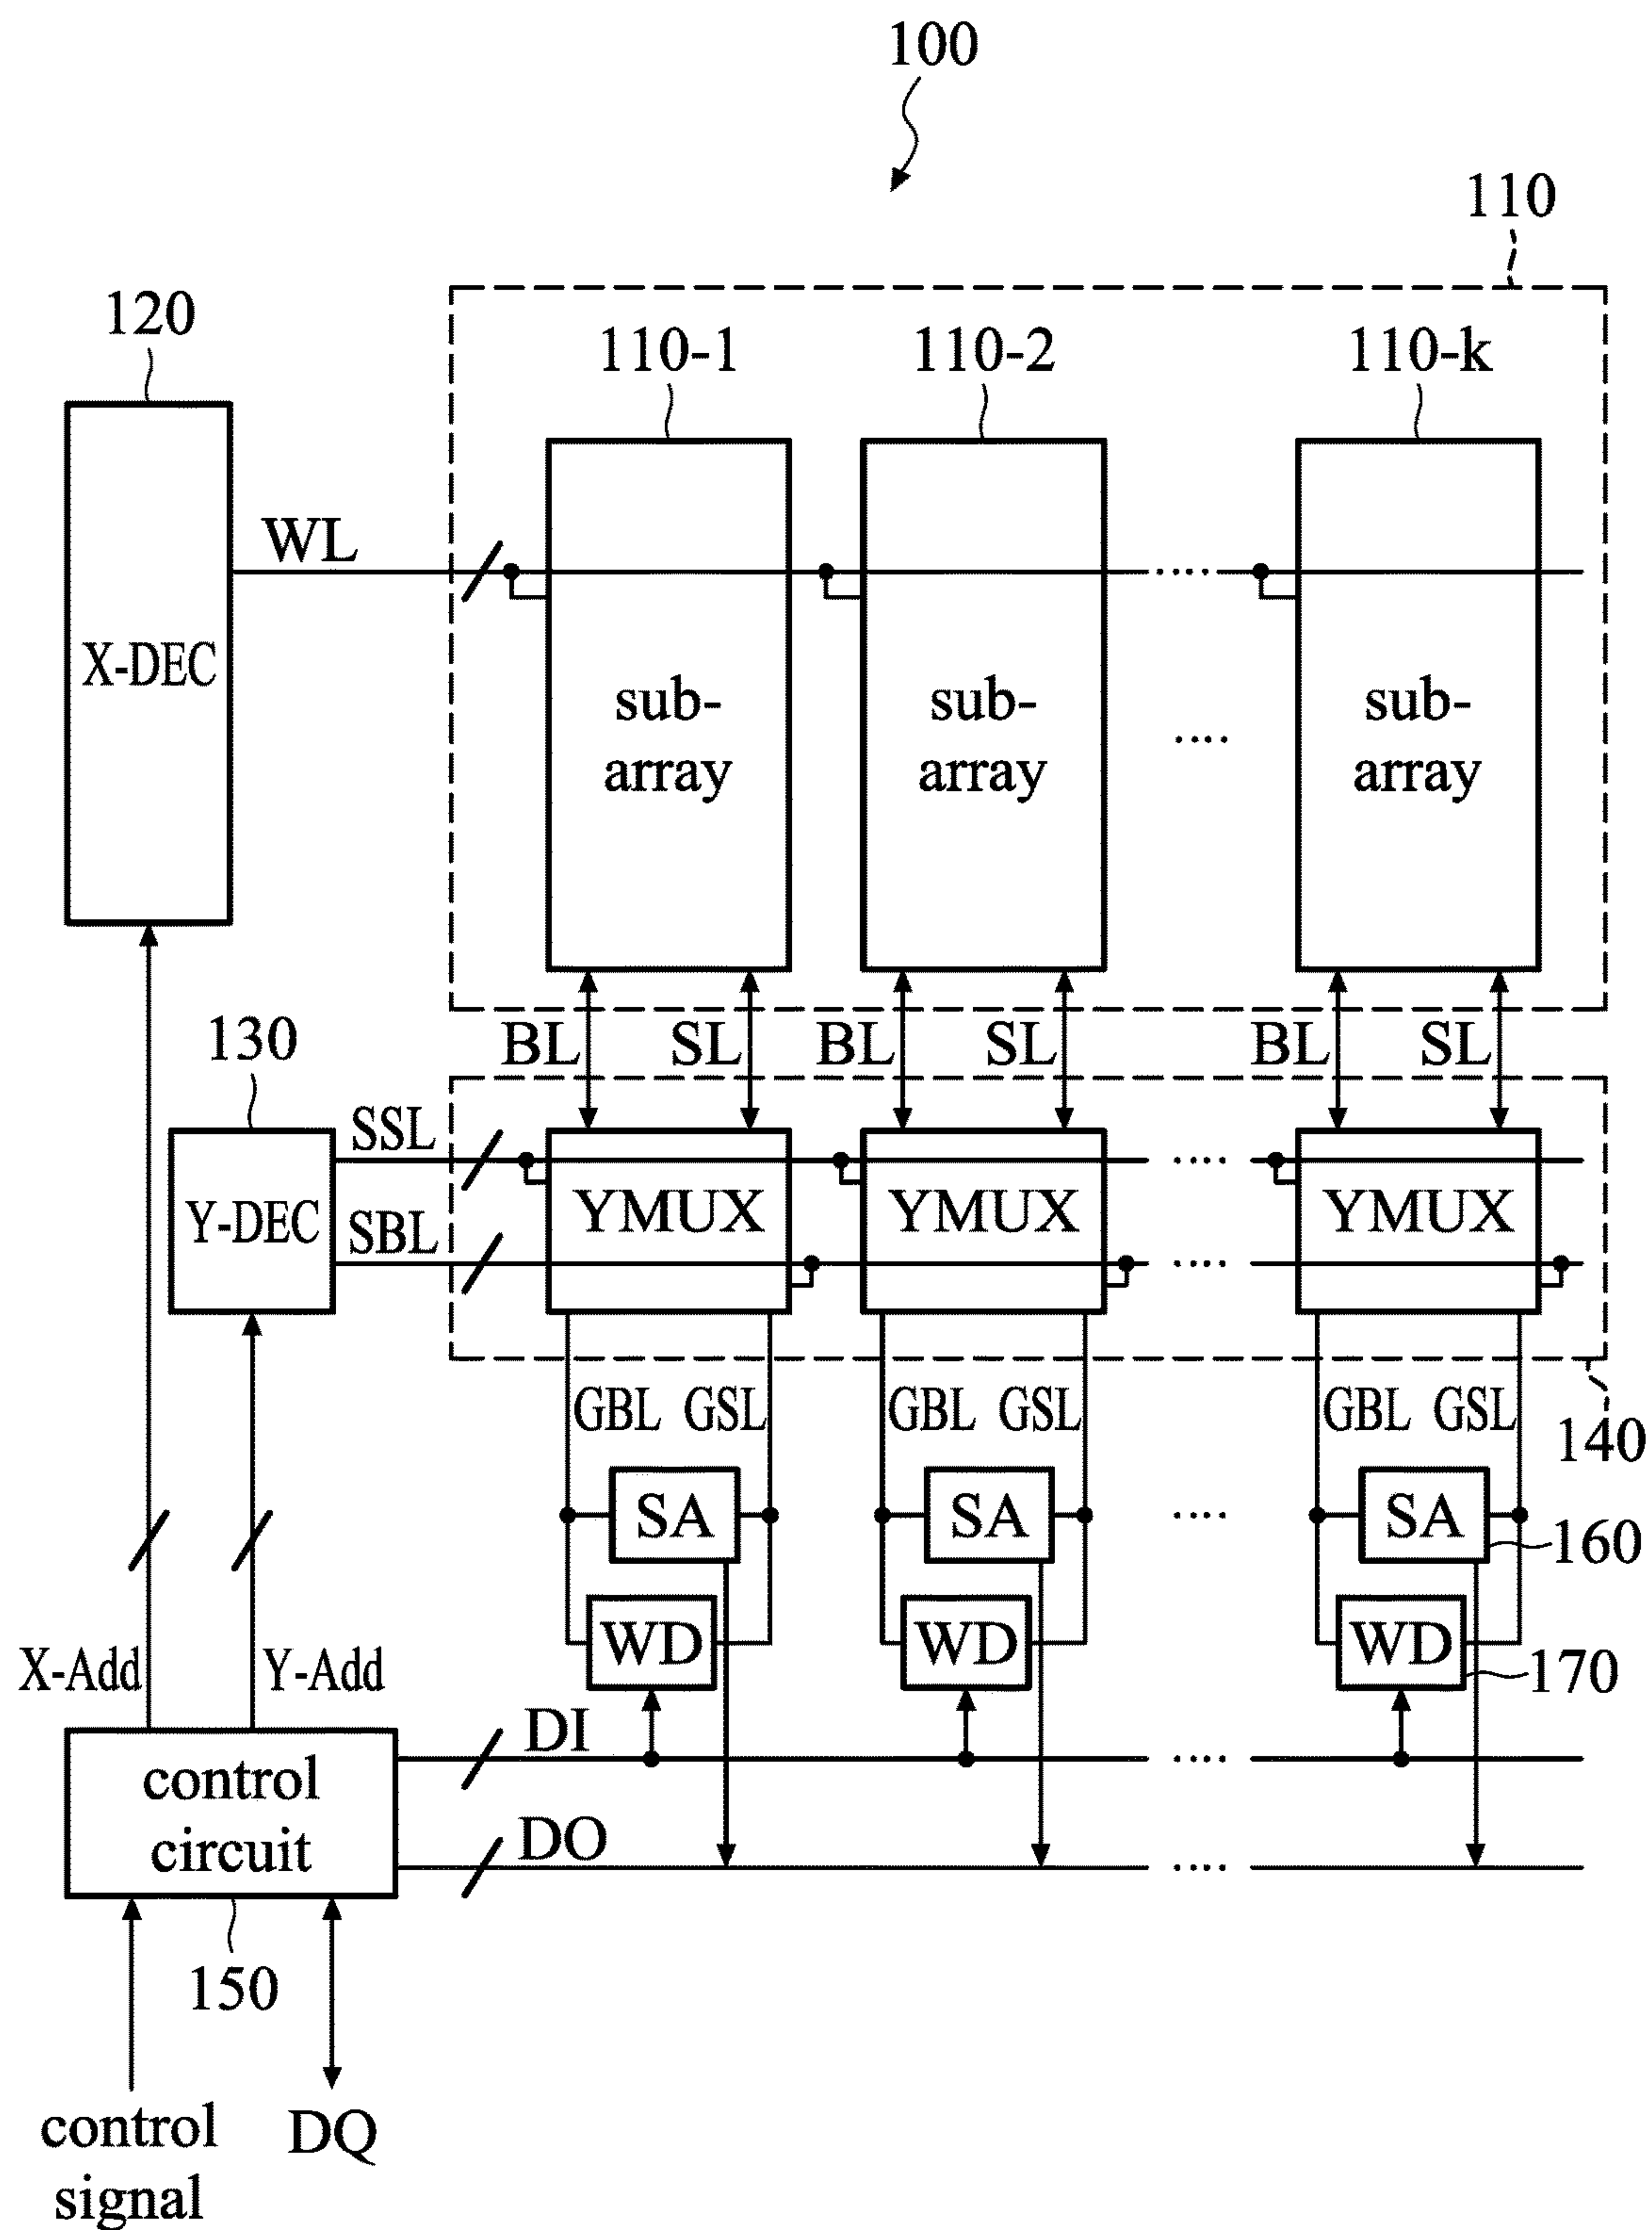 100
110
120
110-1 110-2 110-k
WL
X-DEC
sub-
array
sub-
array
....
sub-
array
130
BL SL BL SL BL SL
SSL
SBL
Y-DEC
YMUX YMUX .... YMUX
GBL GSL GBL GSL GBL GSL
140
SA SA .... SA
160
WD WD WD
170
X-Add Y-Add
DI
DO
control
circuit
150
control
signal
DQ